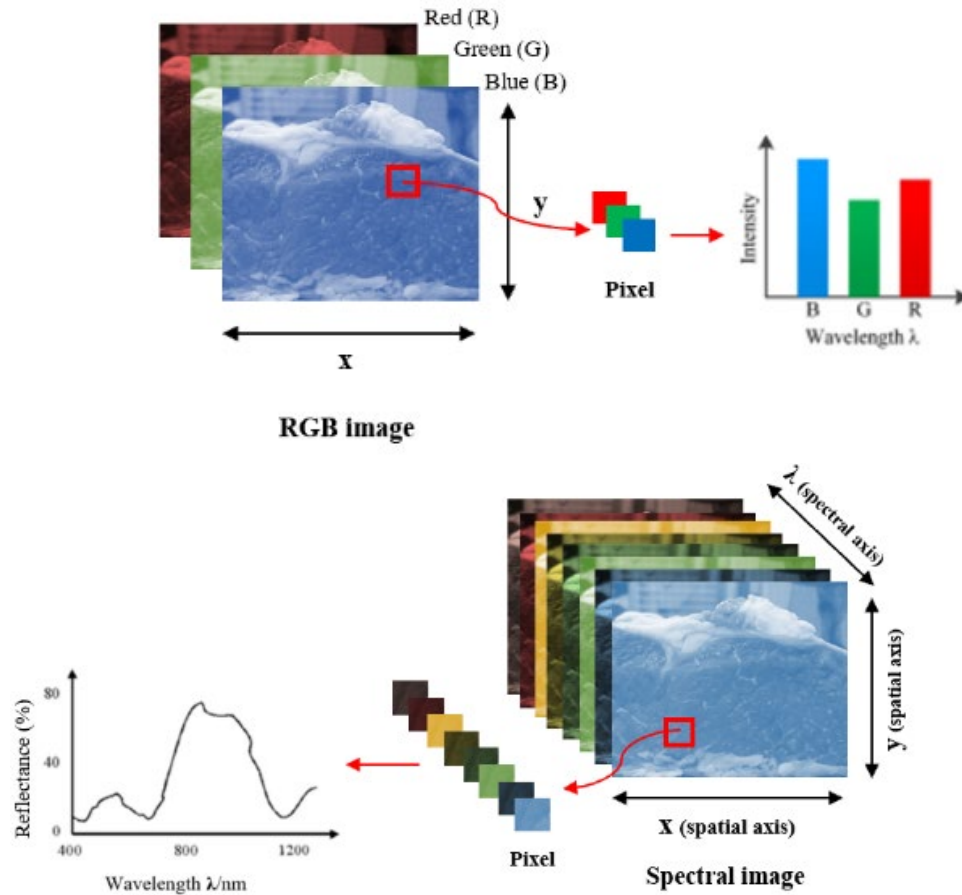 Red (R)
Green (G)
Blue (B)
y
x
Pixel
Intensity
B G R
Wavelength λ
RGB image
λ (spectral axis)
y (spatial axis)
x (spatial axis)
Spectral image
Pixel
Reflectance (%)
80
40
0
400 800 1200
Wavelength λ/nm